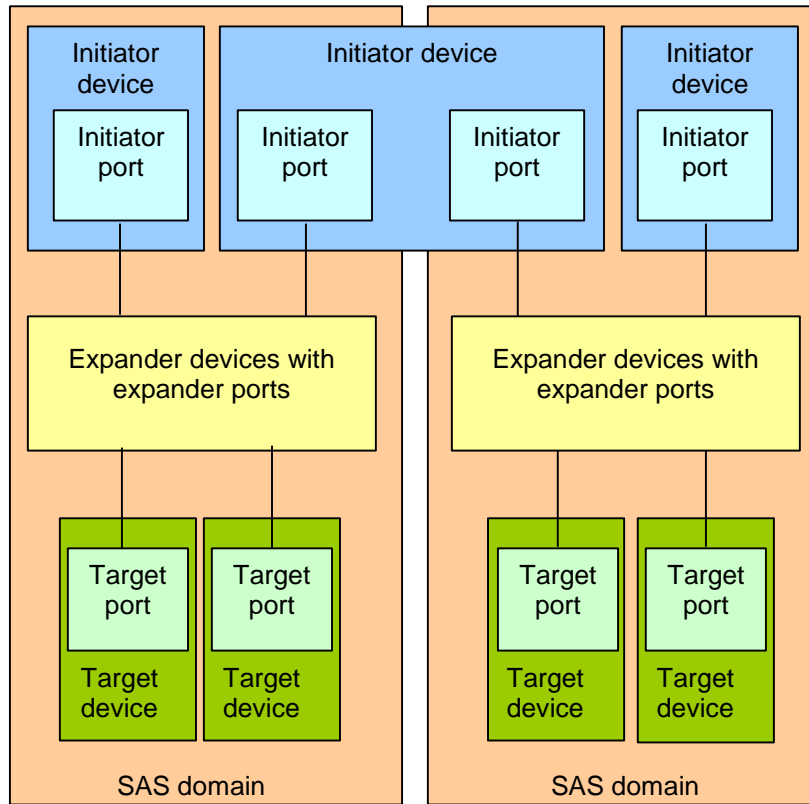 Initiator
device
Initiator device
Initiator
device
Initiator
port
Initiator
port
Initiator
port
Initiator
port
Expander devices with
expander ports
Expander devices with
expander ports
Target
port
Target
port
Target
port
Target
port
Target
device
Target
device
Target
device
Target
device
SAS domain
SAS domain